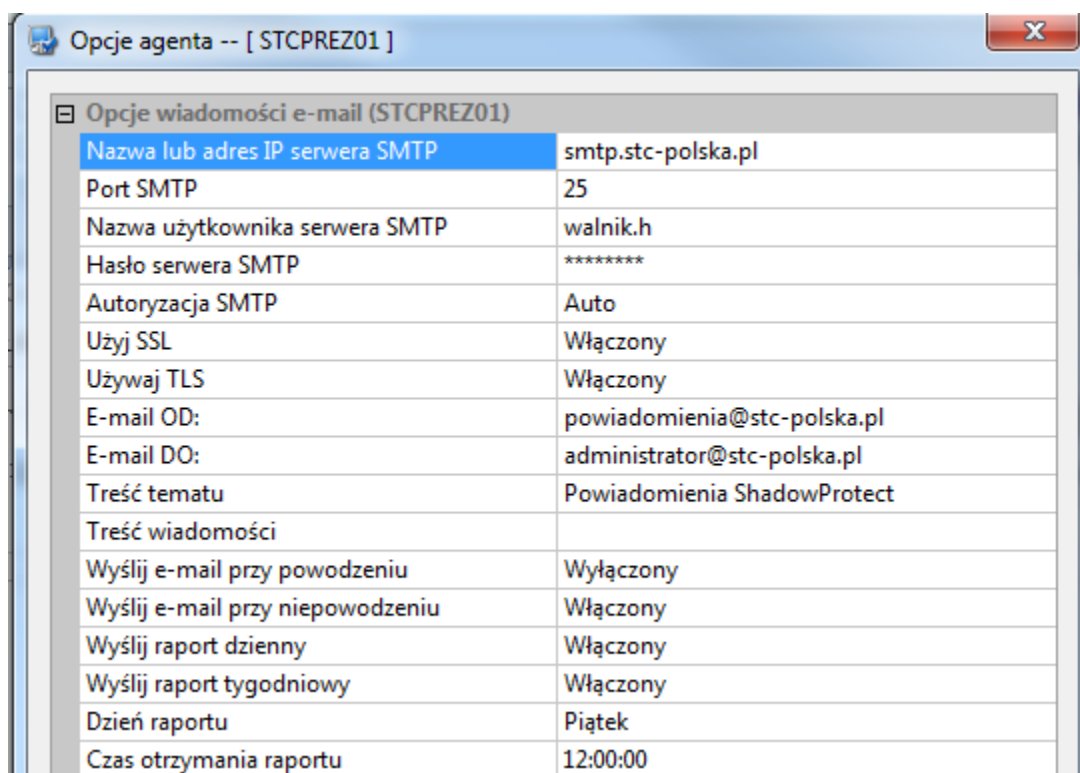 Opcje agenta -- [ STCPREZ01 ]
Opcje wiadomości e-mail (STCPREZ01)
Nazwa lub adres IP serwera SMTP smtp.stc-polska.pl
Port SMTP 25
Nazwa użytkownika serwera SMTP walnik.h
Hasło serwera SMTP ********
Autoryzacja SMTP Auto
Użyj SSL Włączony
Używaj TLS Włączony
E-mail OD: powiadomienia@stc-polska.pl
E-mail DO: administrator@stc-polska.pl
Treść tematu Powiadomienia ShadowProtect
Treść wiadomości
Wyślij e-mail przy powodzeniu Wyłączony
Wyślij e-mail przy niepowodzeniu Włączony
Wyślij raport dzienny Włączony
Wyślij raport tygodniowy Włączony
Dzień raportu Piątek
Czas otrzymania raportu 12:00:00